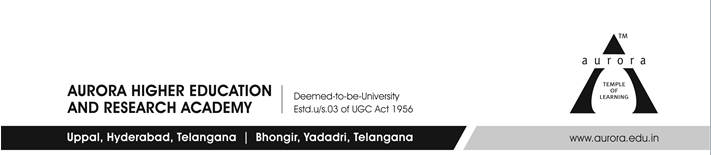 AURORA HIGHER EDUCATION
AND RESEARCH ACADEMY
Deemed-to-be-University
Estd.u/s.03 of UGC Act 1956
TM
aurora
TEMPLE
OF
LEARNING
Uppal, Hyderabad, Telangana | Bhongir, Yadadri, Telangana
www.aurora.edu.in